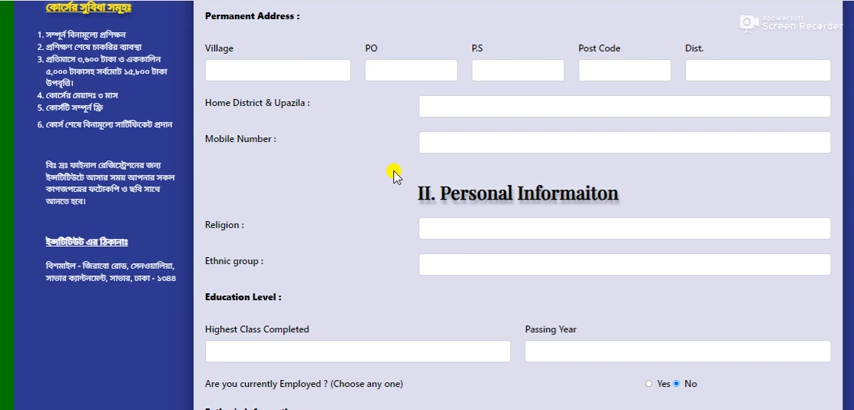 কোর্সের সুবিধা সমূহঃ
1. সম্পূর্ন বিনামূল্যে প্রশিক্ষন
2. প্রশিক্ষণ শেষে চাকরির ব্যাবস্থা
3. প্রতিমাসে ৩,৬০০ টাকা ও এককালিন
৫,০০০ টাকাসহ সর্বমোট ১৫,৮০০ টাকা
উপবৃত্তি।
4. কোর্সের মেয়াদঃ ৩ মাস
5. কোর্সটি সম্পূর্ন ফ্রি
6. কোর্স শেষে বিনামূল্যে সার্টিফিকেট প্রদান
বিঃ দ্রঃ ফাইনাল রেজিস্ট্রেশনের জন্য
ইন্সটিটিউটে আসার সময় আপনার সকল
কাগজপত্রের ফটোকপি ও ছবি সাথে
আনতে হবে।
ইন্সটিটিউট এর ঠিকানাঃ
বিশমাইল - জিরাবো রোড, সেনওয়ালিয়া,
সাভার ক্যান্টনমেন্ট, সাভার, ঢাকা - ১৩৪৪
Permanent Address :
Apowersoft
Screen Recorder
Village PO P.S Post Code Dist.
Home District & Upazila :
Mobile Number :
II. Personal Informaiton
Religion :
Ethnic group :
Education Level :
Highest Class Completed Passing Year
Are you currently Employed ? (Choose any one) Yes No